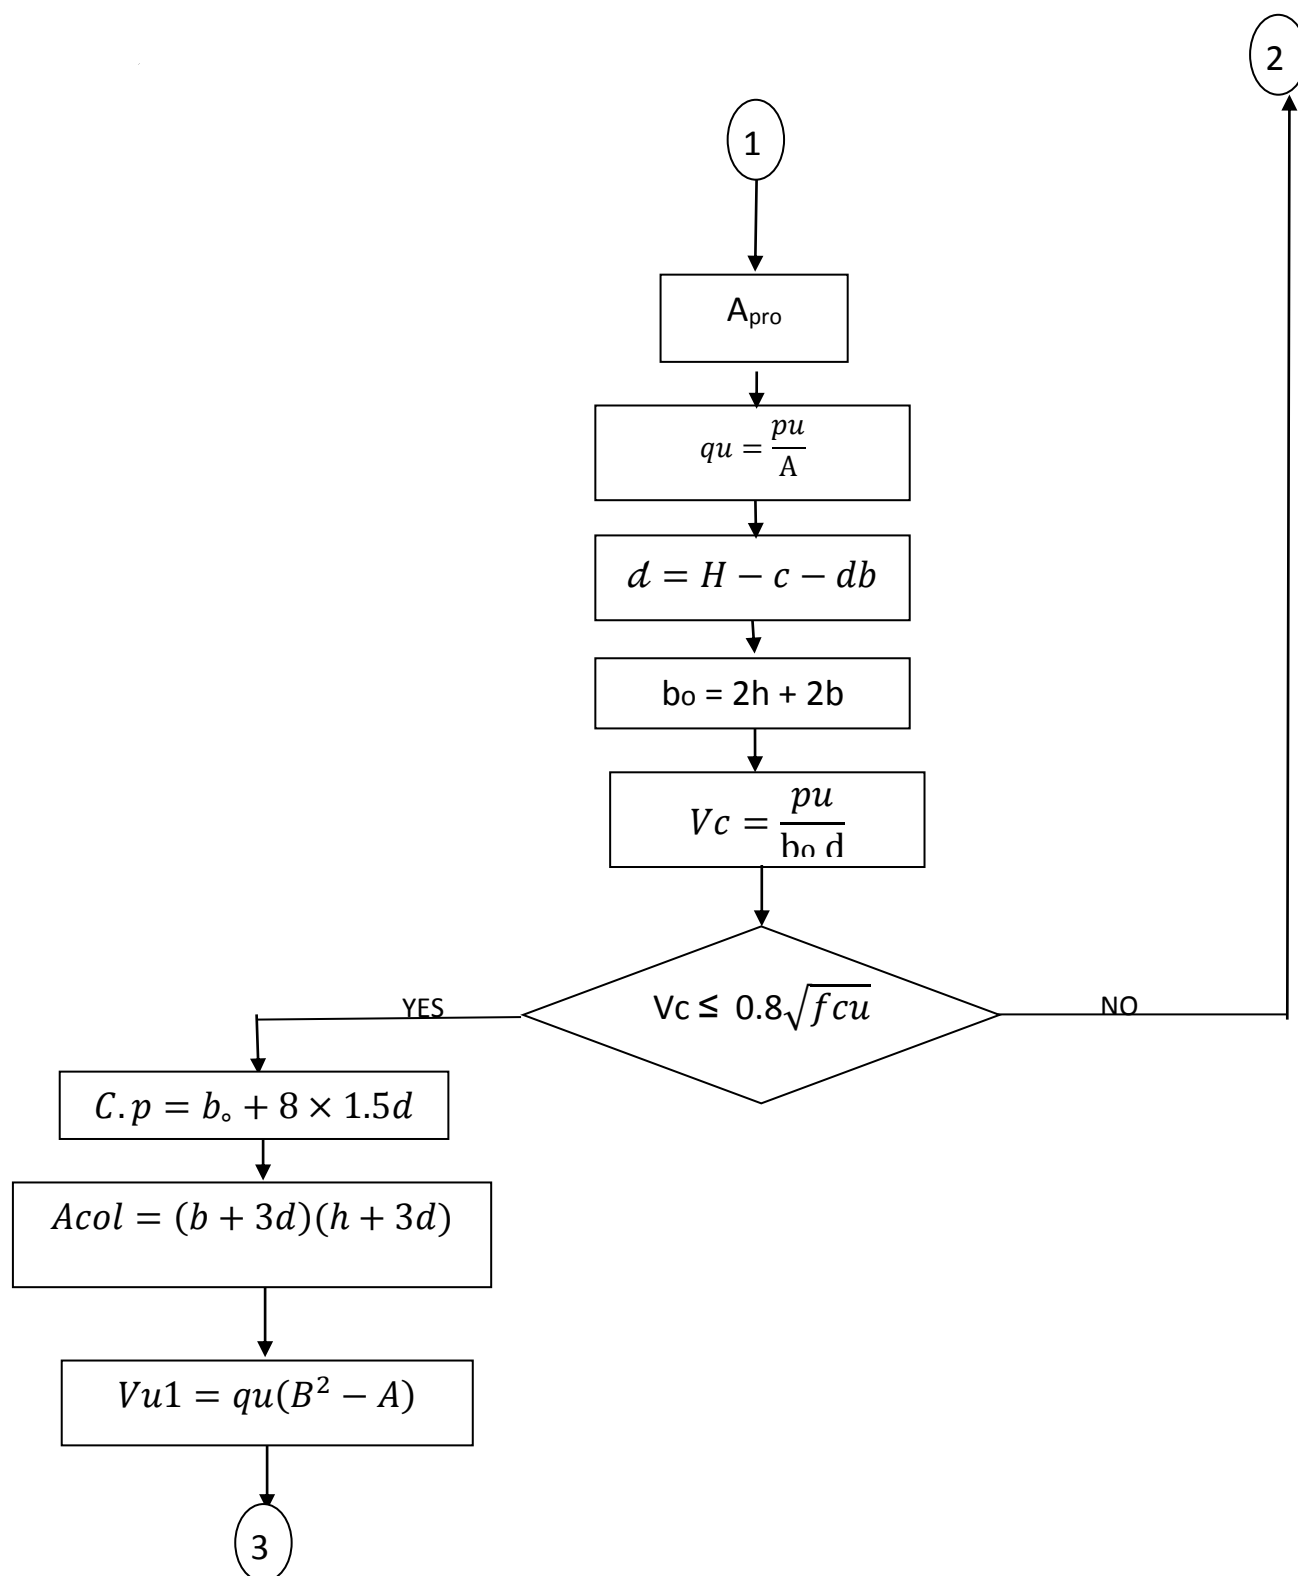 2
1
Apro
qu = pu/A
d = H − c − db
bo = 2h + 2b
Vc = pu/bo d
Vc ≤ 0.8√fcu
YES
NO
C.p = b∘ + 8 × 1.5d
Acol = (b + 3d)(h + 3d)
Vu1 = qu(B² − A)
3